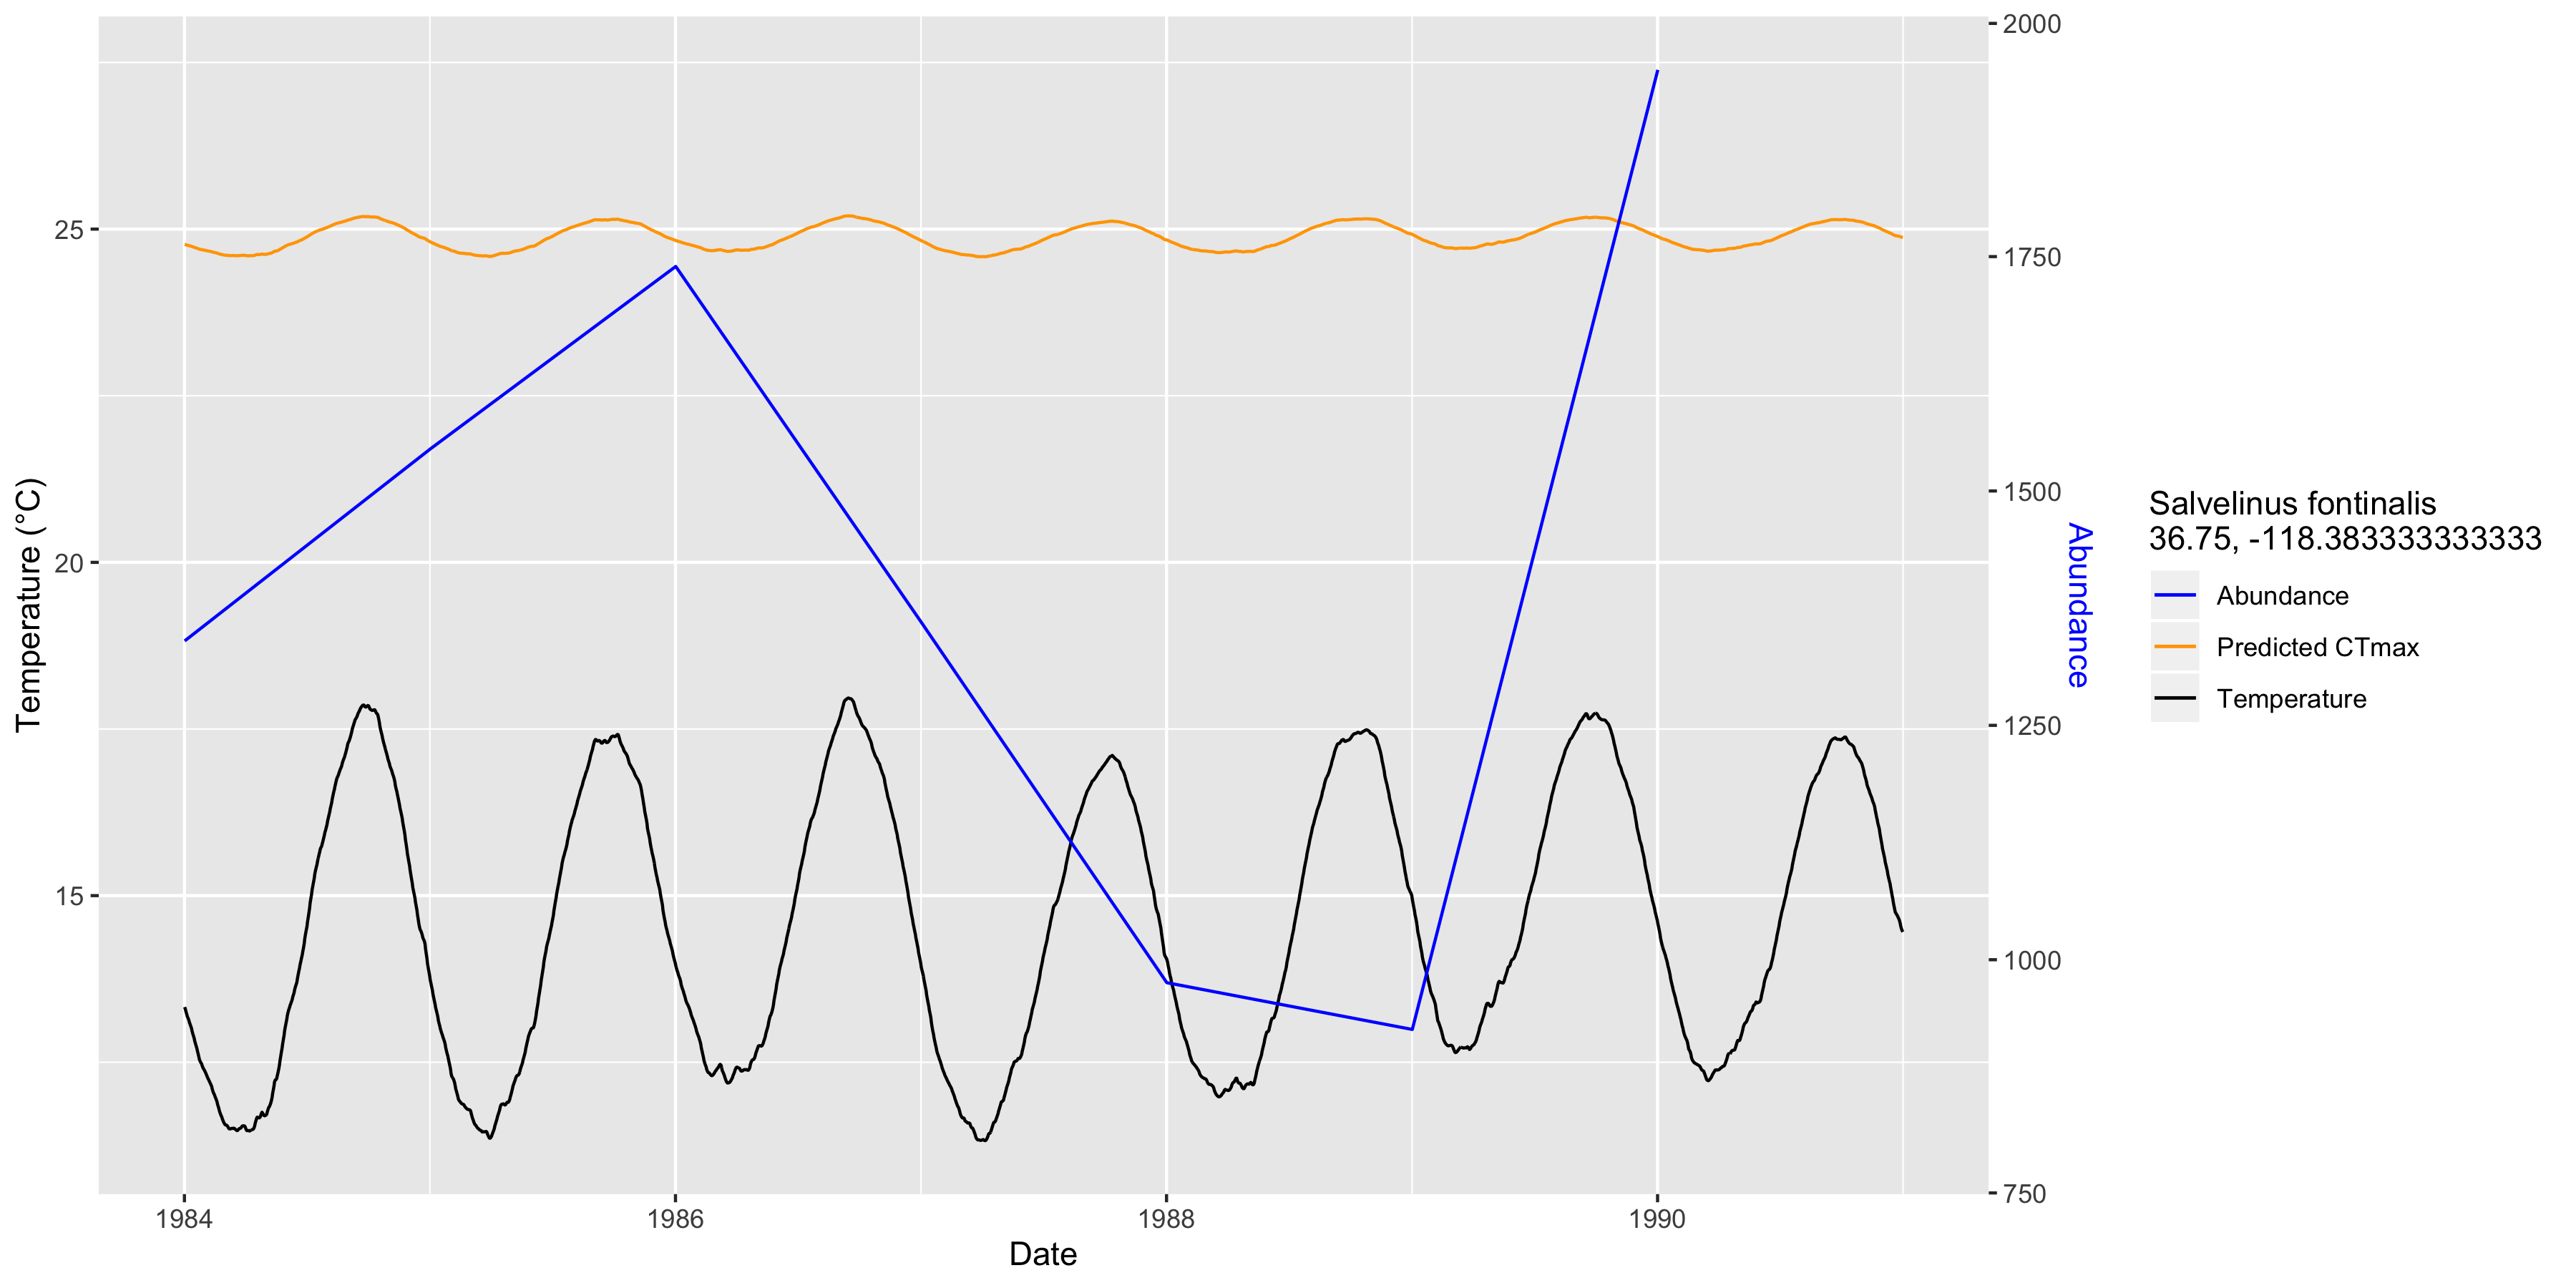 Temperature (°C)
25
20
15
1984
1986
1988
1990
Date
2000
1750
1500
1250
1000
750
Abundance
Salvelinus fontinalis
36.75, -118.383333333333
Abundance
Predicted CTmax
Temperature